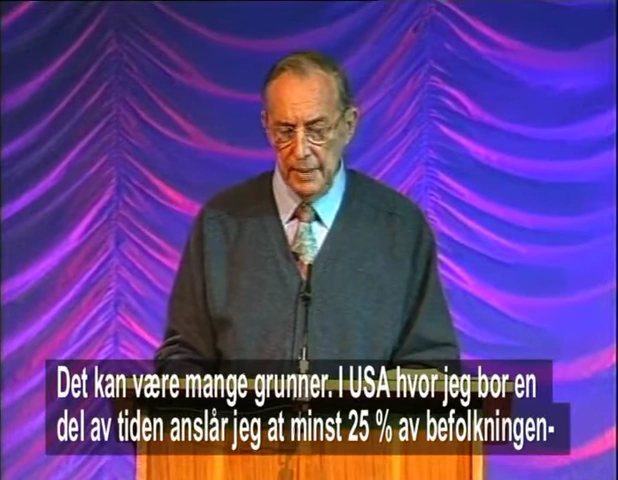 Det kan være mange grunner. I USA hvor jeg bor en
del av tiden anslår jeg at minst 25 % av befolkningen-